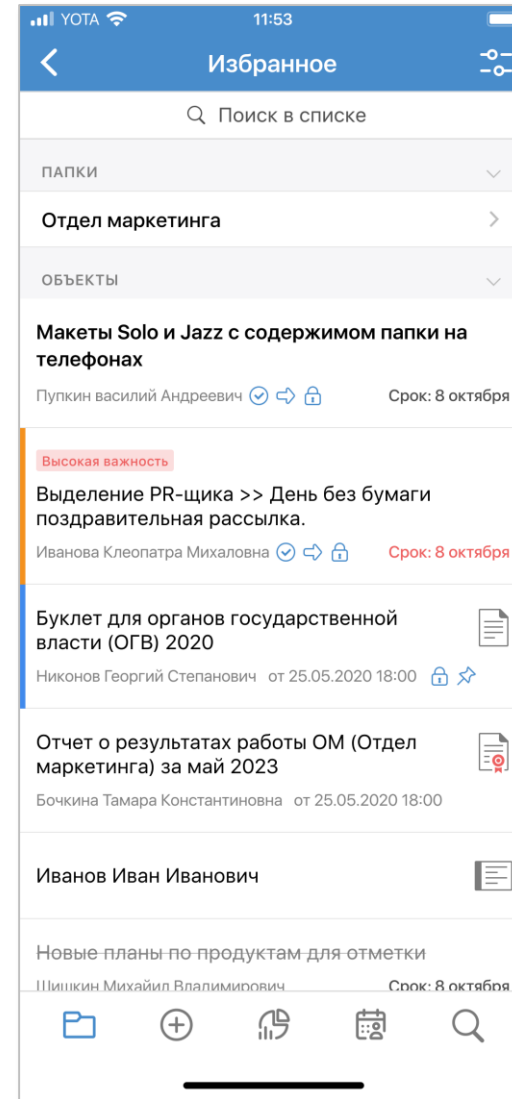 YOTA 11:53
Избранное
Поиск в списке
ПАПКИ
Отдел маркетинга
ОБЪЕКТЫ
Макеты Solo и Jazz с содержимом папки на
телефонах
Пупкин василий Андреевич Срок: 8 октября
Высокая важность
Выделение PR-щика >> День без бумаги
поздравительная рассылка.
Иванова Клеопатра Михаловна Срок: 8 октября
Буклет для органов государственной
власти (ОГВ) 2020
Никонов Георгий Степанович от 25.05.2020 18:00
Отчет о результатах работы ОМ (Отдел
маркетинга) за май 2023
Бочкина Тамара Константиновна от 25.05.2020 18:00
Иванов Иван Иванович
Новые планы по продуктам для отметки
Шишкин Михаил Владимирович Срок: 8 октября